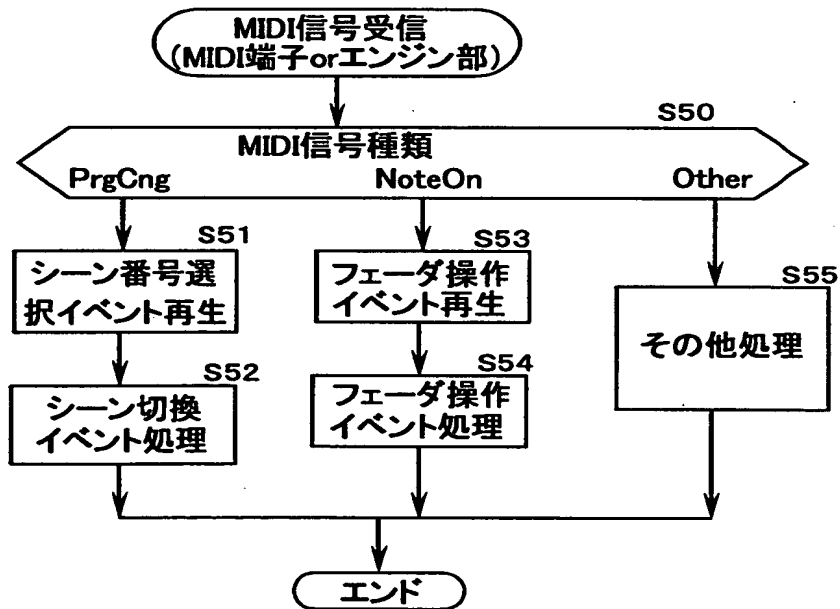 MIDI信号受信
(MIDI端子orエンジン部)
S50
MIDI信号種類
PrgCng NoteOn Other
S51
シーン番号選
択イベント再生
S52
シーン切換
イベント処理
S53
フェーダ操作
イベント再生
S54
フェーダ操作
イベント処理
S55
その他処理
エンド